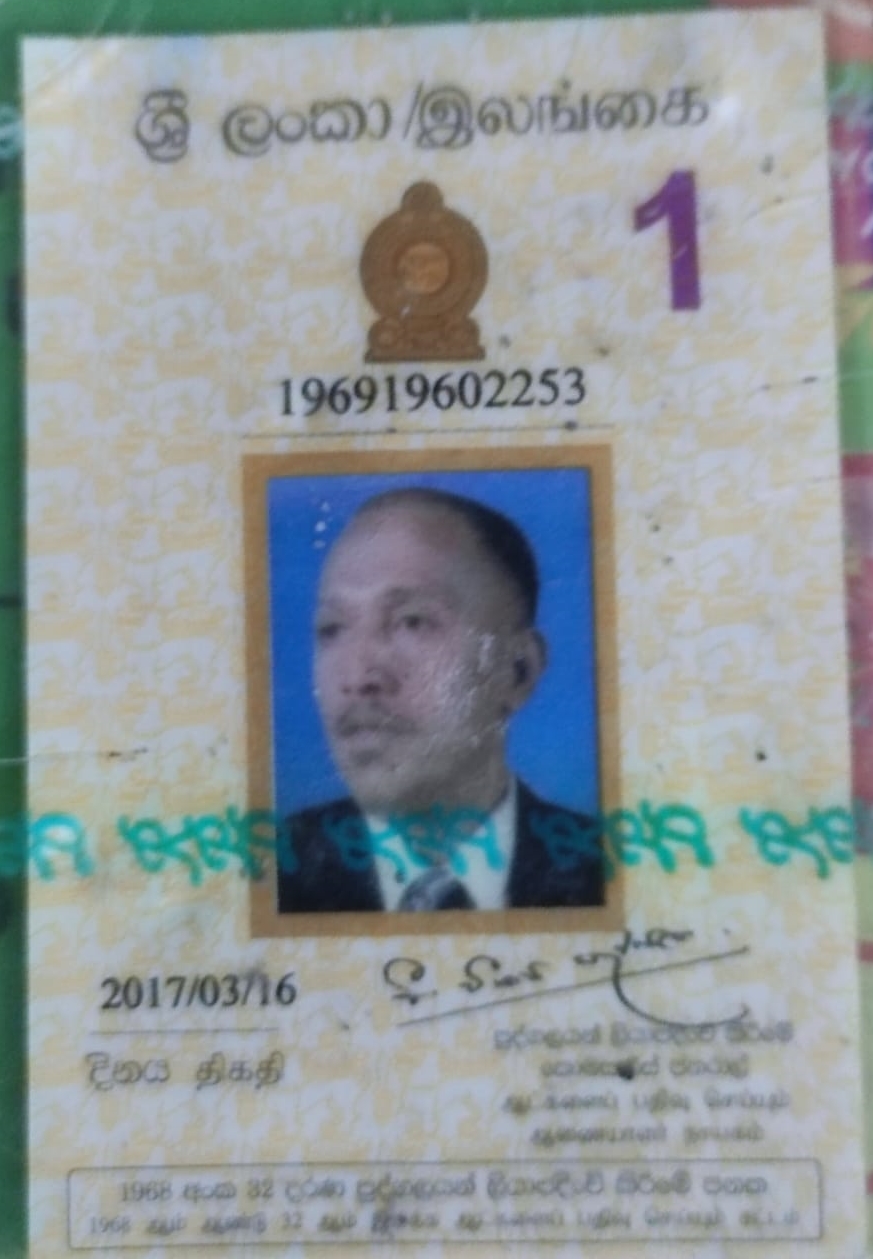 ශ්‍රී ලංකා/இலங்கை
1
196919602253
2017/03/16
දිනය திகதி
පුද්ගලයන් ලියාපදිංචි කිරීමේ
කොමසාරිස් ජනරාල්
ஆட்களைப் பதிவு செய்யும்
ஆணையாளர் நாயகம்
1968 අංක 32 දරණ පුද්ගලයන් ලියාපදිංචි කිරීමේ පනත
1968 ஆம் ஆண்டு 32 ஆம் இலக்க ஆட்களைப் பதிவு செய்யும் சட்டம்